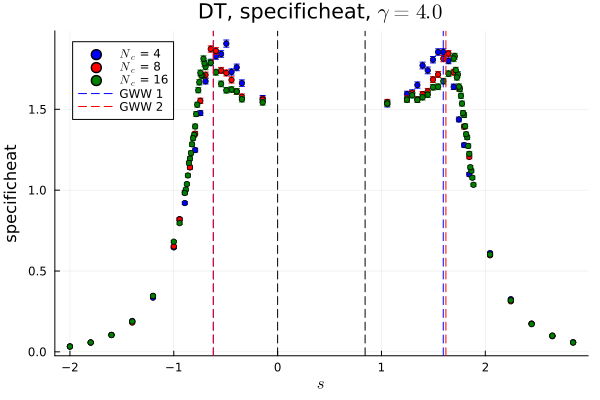 DT, specificheat, γ = 4.0
N_c = 4
N_c = 8
N_c = 16
GWW 1
GWW 2
specificheat
1.5
1.0
0.5
0.0
−2 −1 0 1 2
s